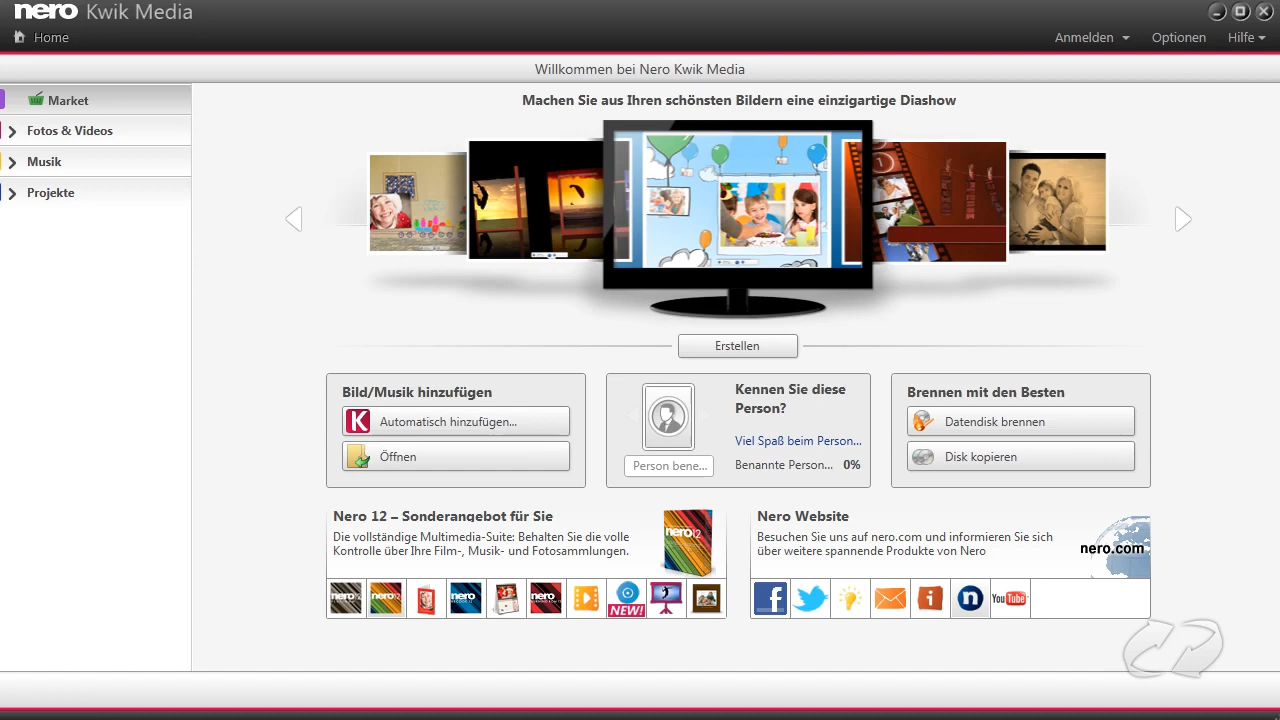 nero Kwik Media
Home
Anmelden
Optionen
Hilfe
Willkommen bei Nero Kwik Media
Market
Fotos & Videos
Musik
Projekte
Machen Sie aus Ihren schönsten Bildern eine einzigartige Diashow
Erstellen
Bild/Musik hinzufügen
Automatisch hinzufügen...
Öffnen
Kennen Sie diese
Person?
Viel Spaß beim Person...
Person bene...
Benannte Person... 0%
Brennen mit den Besten
Datendisk brennen
Disk kopieren
Nero 12 – Sonderangebot für Sie
Die vollständige Multimedia-Suite: Behalten Sie die volle
Kontrolle über Ihre Film-, Musik- und Fotosammlungen.
nero 12
NEW!
Nero Website
Besuchen Sie uns auf nero.com und informieren Sie sich
über weitere spannende Produkte von Nero
nero.com
You Tube